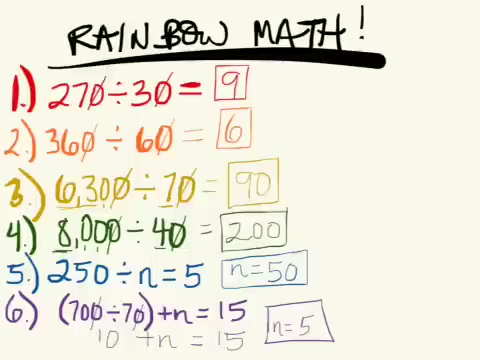 RAINBOW MATH!
1.) 270 ÷ 30 = 9
2.) 360 ÷ 60 = 6
3.) 6,300 ÷ 70 = 90
4.) 8,000 ÷ 40 = 200
5.) 250 ÷ n = 5 n = 50
6.) (700 ÷ 70) + n = 15 n = 5
10 + n = 15